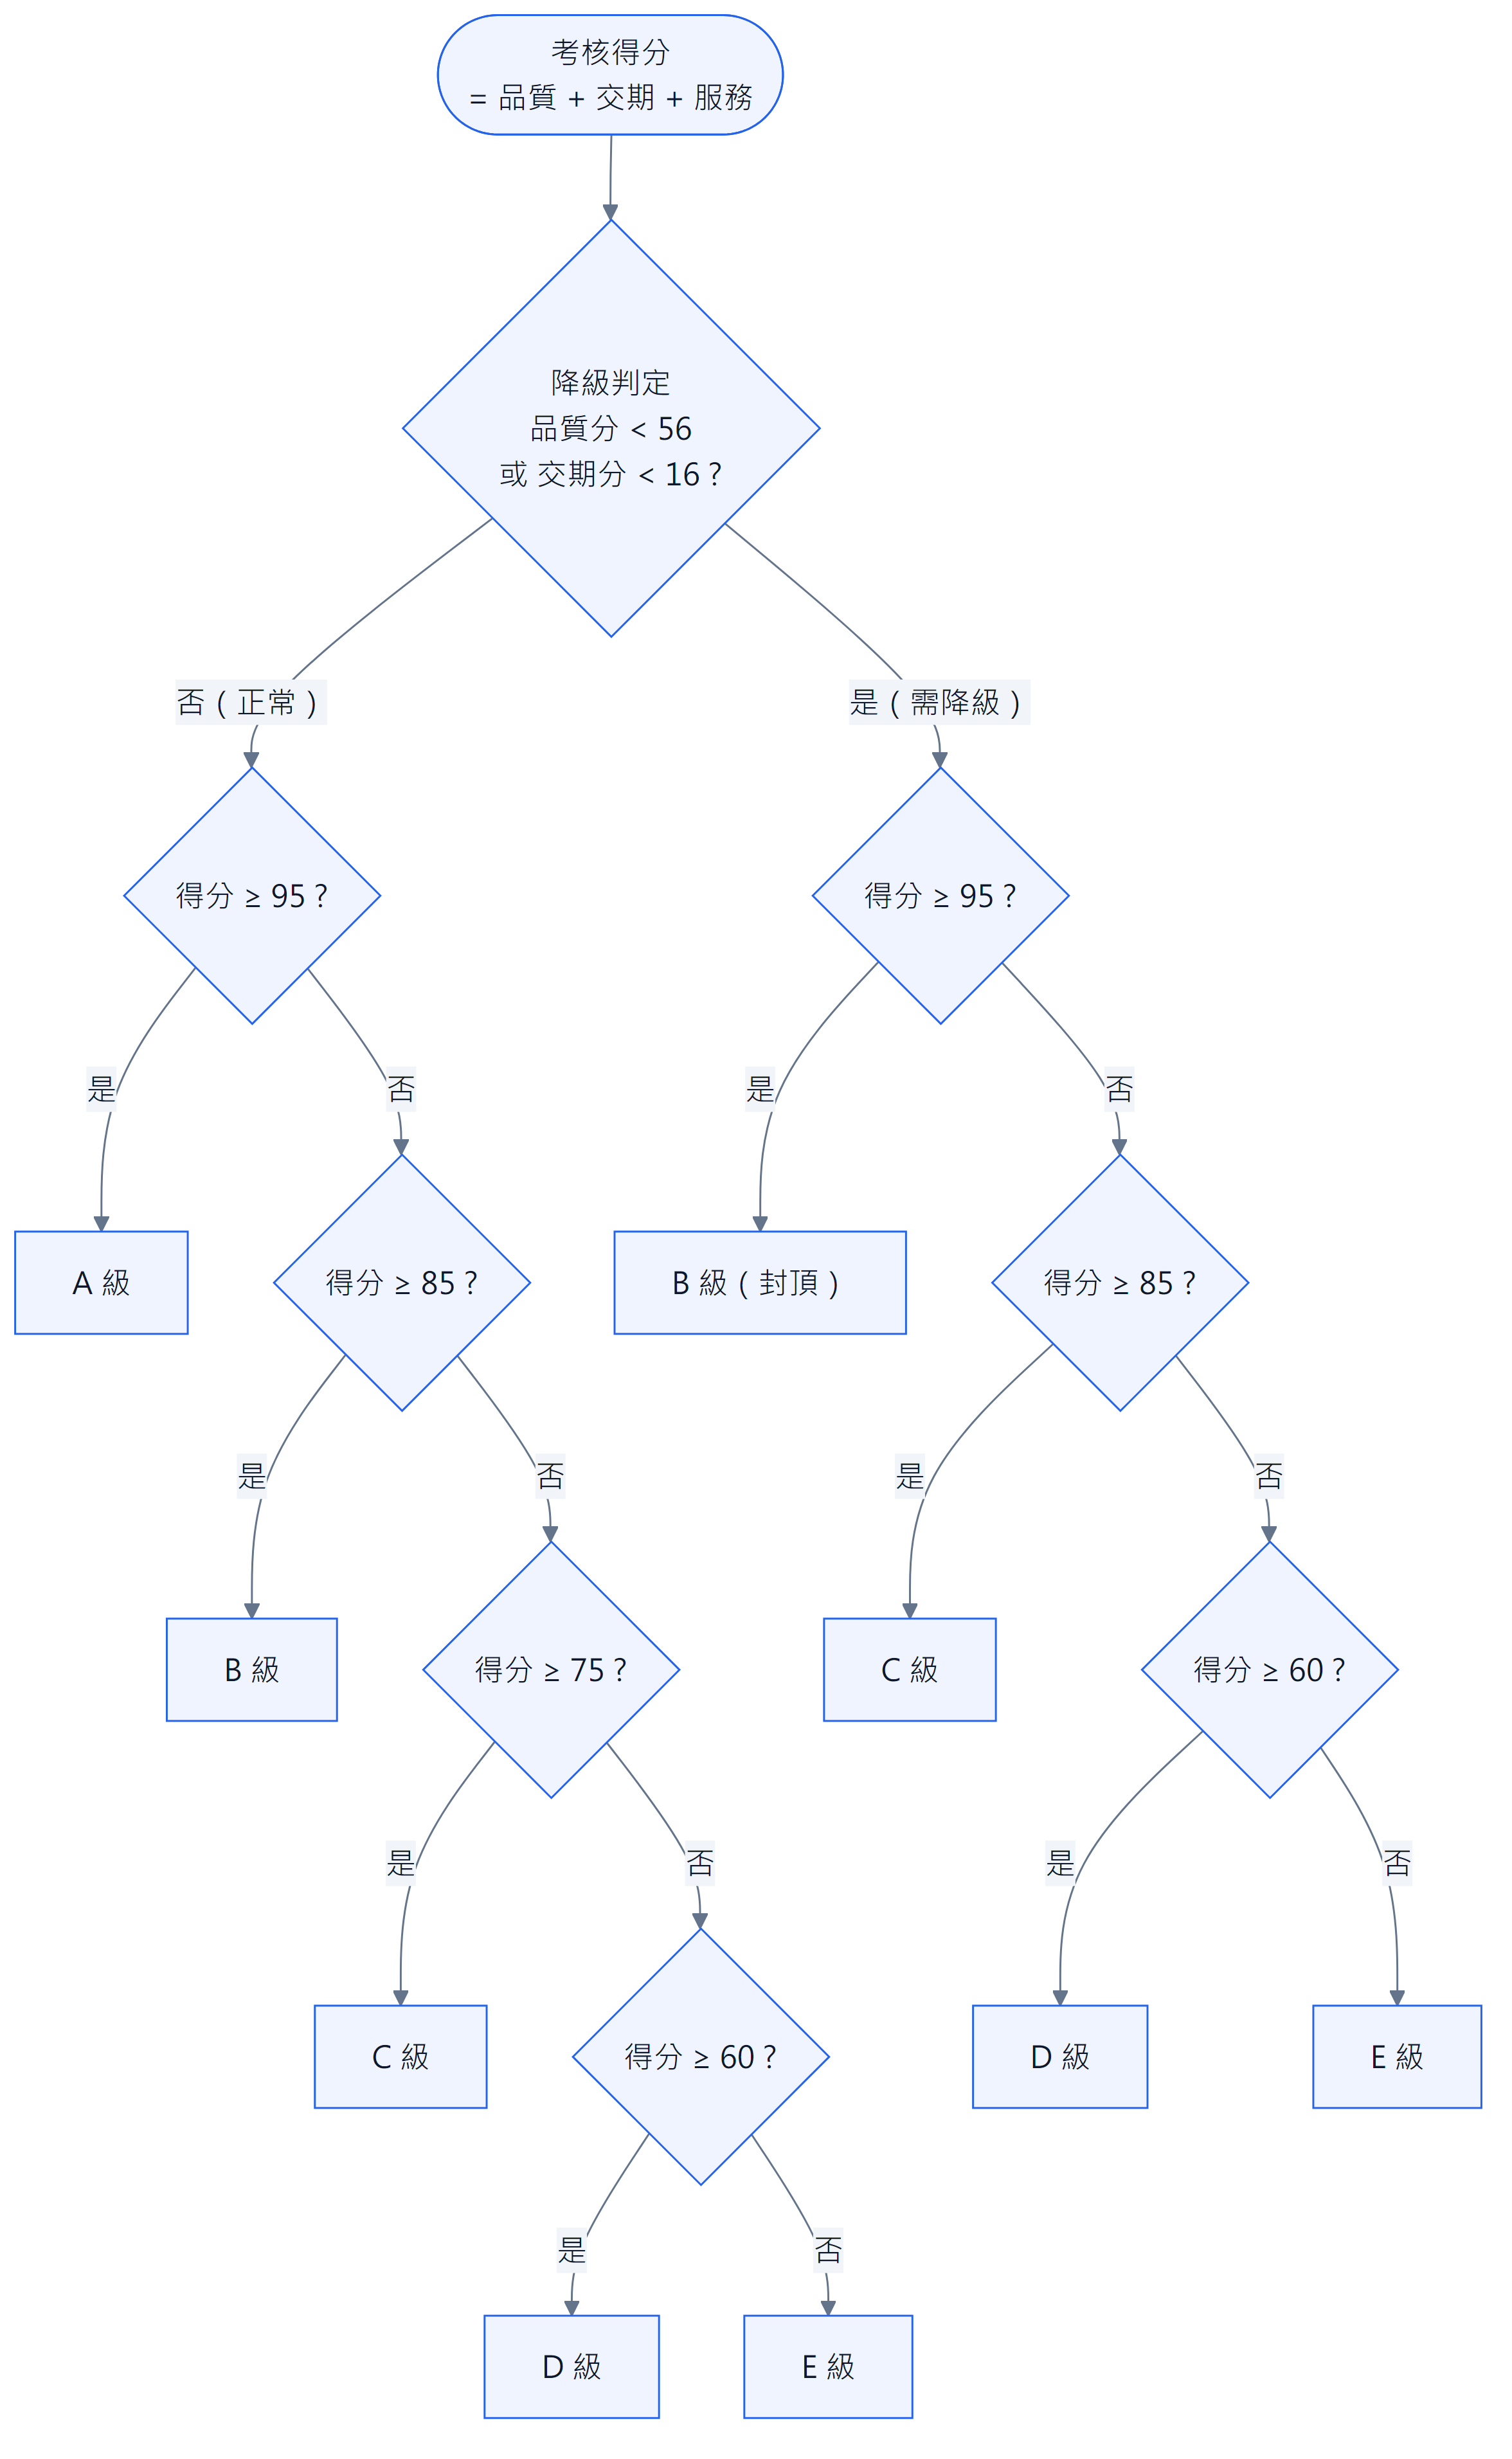 考核得分
= 品質 + 交期 + 服務
降級判定
品質分 < 56
或 交期分 < 16？
否（正常）
是（需降級）
得分 ≥ 95？
得分 ≥ 95？
是
否
是
否
A 級
得分 ≥ 85？
B 級（封頂）
得分 ≥ 85？
是
否
是
否
B 級
得分 ≥ 75？
C 級
得分 ≥ 60？
是
否
是
否
C 級
得分 ≥ 60？
D 級
E 級
是
否
D 級
E 級